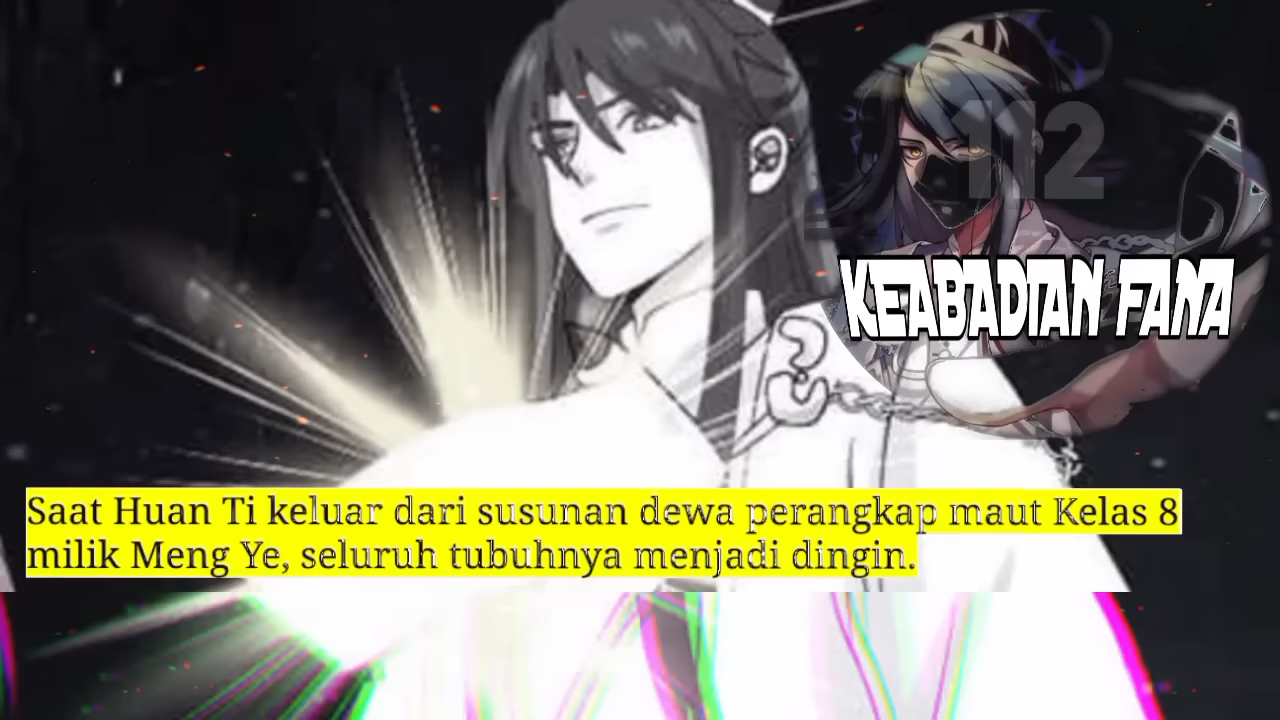 112
KEABADIAN FANA
Saat Huan Ti keluar dari susunan dewa perangkap maut Kelas 8
milik Meng Ye, seluruh tubuhnya menjadi dingin.